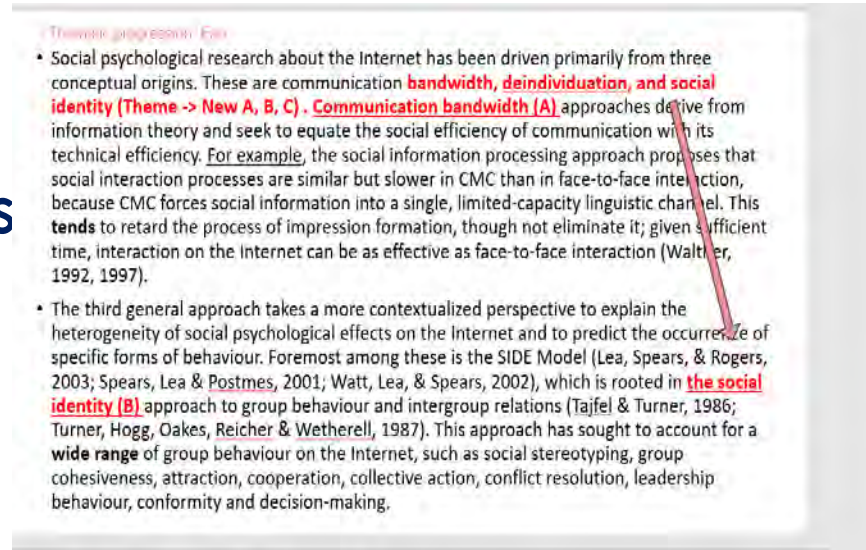 Thematic progression: Fan
• Social psychological research about the Internet has been driven primarily from three
conceptual origins. These are communication bandwidth, deindividuation, and social
identity (Theme -> New A, B, C) . Communication bandwidth (A) approaches derive from
information theory and seek to equate the social efficiency of communication with its
technical efficiency. For example, the social information processing approach proposes that
social interaction processes are similar but slower in CMC than in face-to-face interaction,
because CMC forces social information into a single, limited-capacity linguistic channel. This
tends to retard the process of impression formation, though not eliminate it; given sufficient
time, interaction on the Internet can be as effective as face-to-face interaction (Walther,
1992, 1997).
• The third general approach takes a more contextualized perspective to explain the
heterogeneity of social psychological effects on the Internet and to predict the occurrence of
specific forms of behaviour. Foremost among these is the SIDE Model (Lea, Spears, & Rogers,
2003; Spears, Lea & Postmes, 2001; Watt, Lea, & Spears, 2002), which is rooted in the social
identity (B) approach to group behaviour and intergroup relations (Tajfel & Turner, 1986;
Turner, Hogg, Oakes, Reicher & Wetherell, 1987). This approach has sought to account for a
wide range of group behaviour on the Internet, such as social stereotyping, group
cohesiveness, attraction, cooperation, collective action, conflict resolution, leadership
behaviour, conformity and decision-making.
s